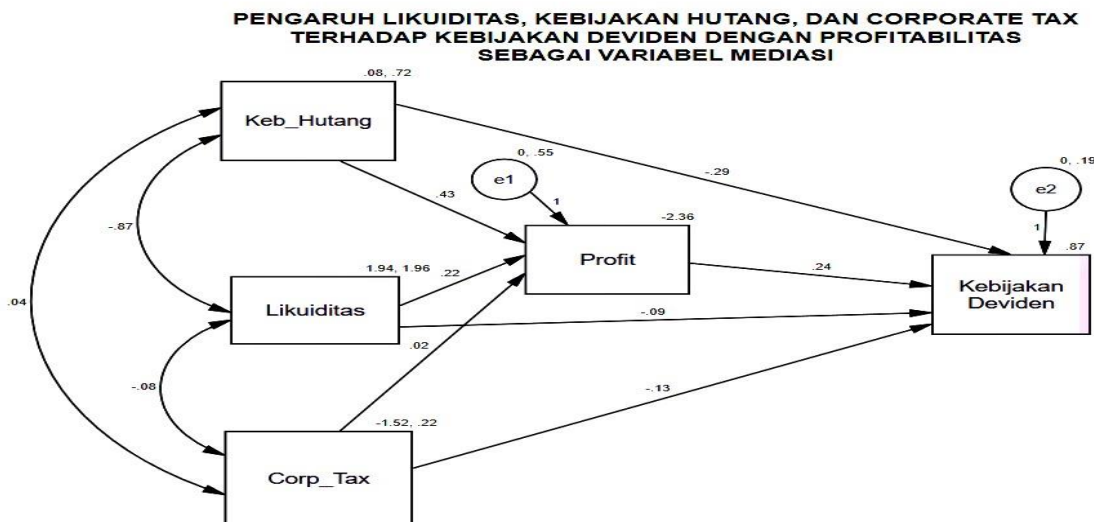 PENGARUH LIKUIDITAS, KEBIJAKAN HUTANG, DAN CORPORATE TAX
TERHADAP KEBIJAKAN DEVIDEN DENGAN PROFITABILITAS
SEBAGAI VARIABEL MEDIASI
.08, .72
Keb_Hutang
0, .55
e1
1
0, .19
e2
1
-.29
.43
-2.36
Profit
.87
Kebijakan
Deviden
.24
-.87
1.94, 1.96
Likuiditas
.22
-.09
.04
.02
-.08
-.13
-1.52, .22
Corp_Tax